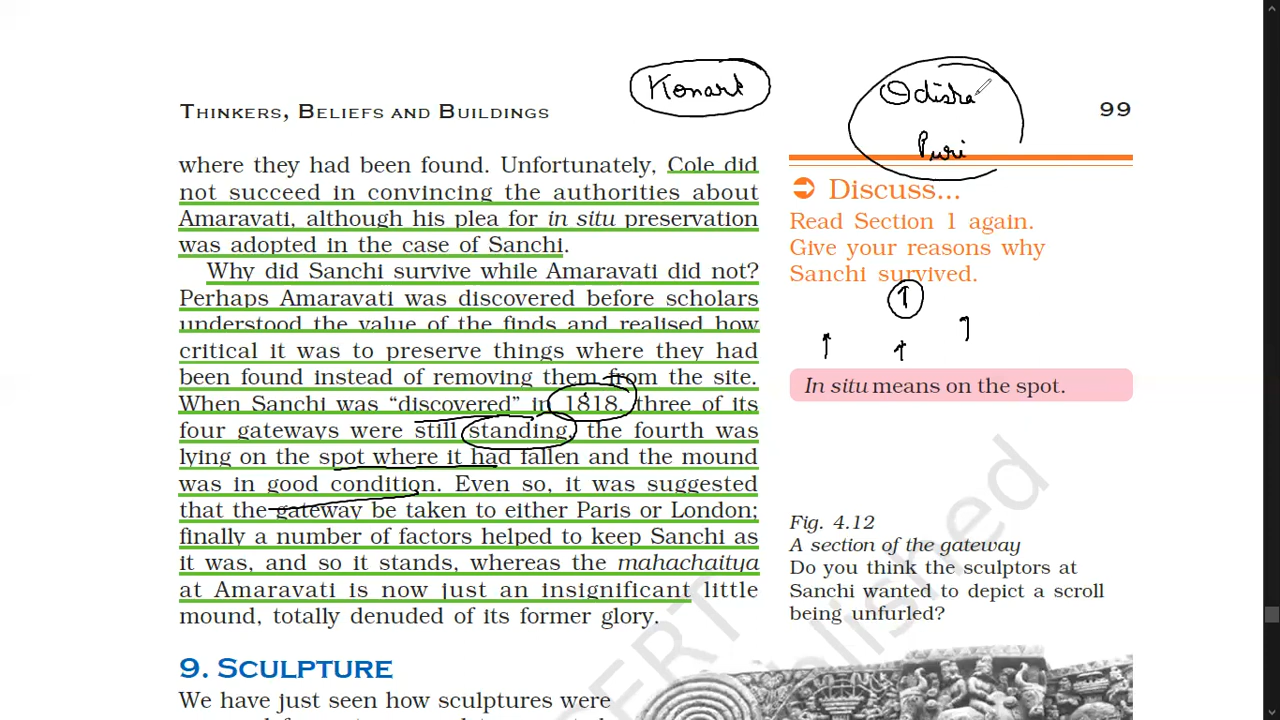 Konark
Odisha
Puri
THINKERS, BELIEFS AND BUILDINGS
99
where they had been found. Unfortunately, Cole did
not succeed in convincing the authorities about
Amaravati, although his plea for in situ preservation
was adopted in the case of Sanchi.
Why did Sanchi survive while Amaravati did not?
Perhaps Amaravati was discovered before scholars
understood the value of the finds and realised how
critical it was to preserve things where they had
been found instead of removing them from the site.
When Sanchi was “discovered” in 1818, three of its
four gateways were still standing, the fourth was
lying on the spot where it had fallen and the mound
was in good condition. Even so, it was suggested
that the gateway be taken to either Paris or London;
finally a number of factors helped to keep Sanchi as
it was, and so it stands, whereas the mahachaitya
at Amaravati is now just an insignificant little
mound, totally denuded of its former glory.
9. SCULPTURE
We have just seen how sculptures were
Discuss...
Read Section 1 again.
Give your reasons why
Sanchi survived.
In situ means on the spot.
Fig. 4.12
A section of the gateway
Do you think the sculptors at
Sanchi wanted to depict a scroll
being unfurled?